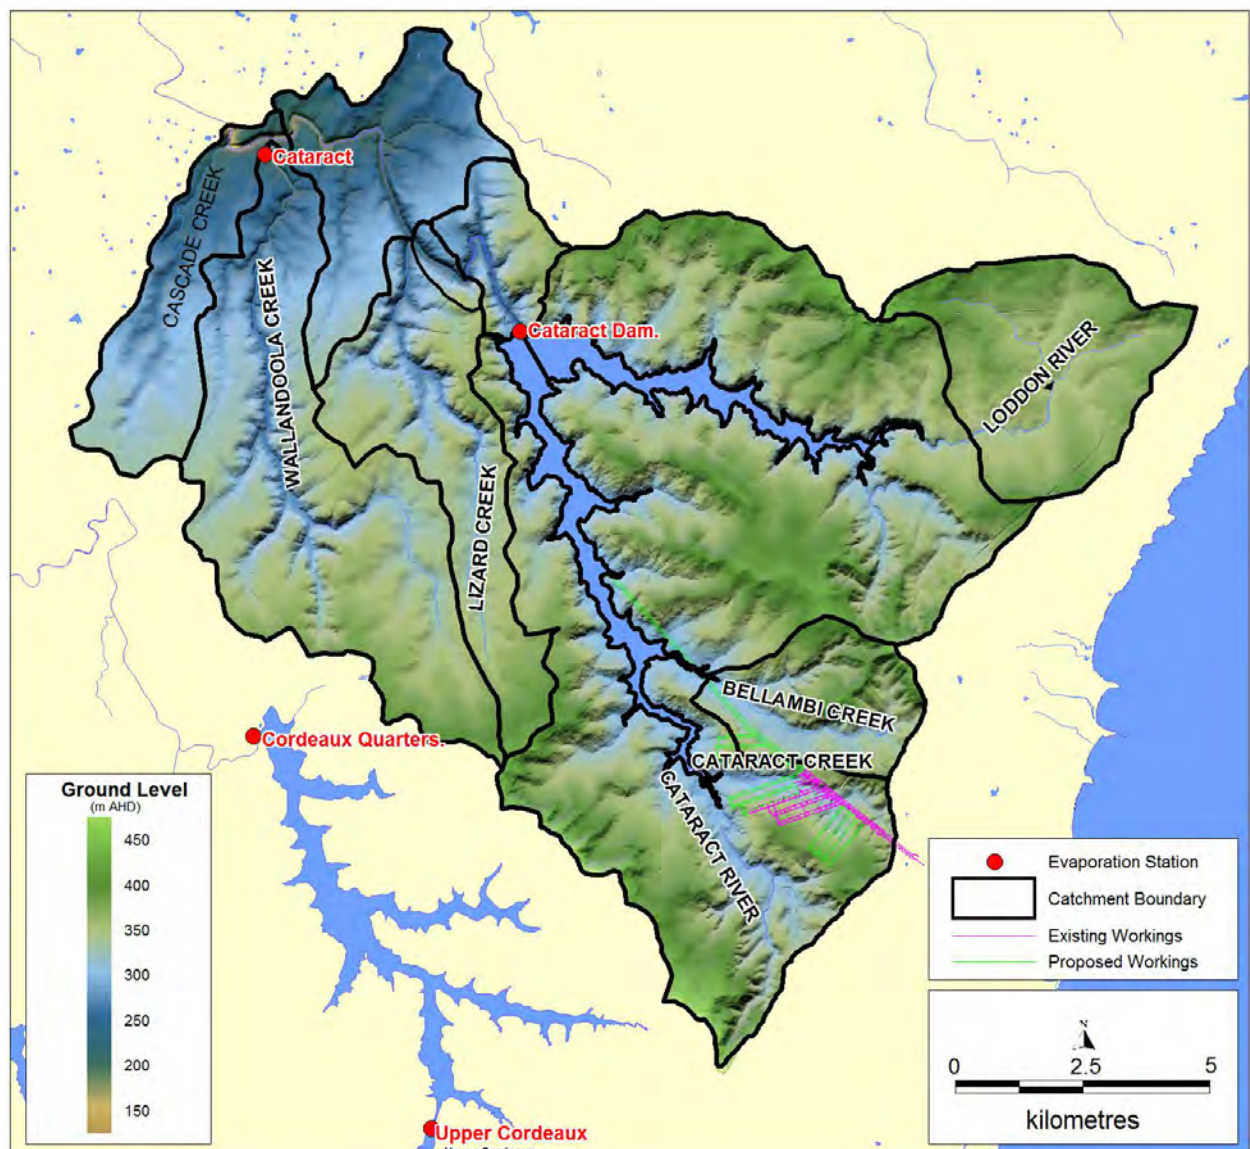 Cataract
CASCADE CREEK
WALLANDOOLA CREEK
Cataract Dam.
LODDON RIVER
LIZARD CREEK
BELLAMBI CREEK
Cordeaux Quarters.
CATARACT CREEK
CATARACT RIVER
Ground Level
(m AHD)
450
400
350
300
250
200
150
Evaporation Station
Catchment Boundary
Existing Workings
Proposed Workings
N
0 2.5 5
kilometres
Upper Cordeaux